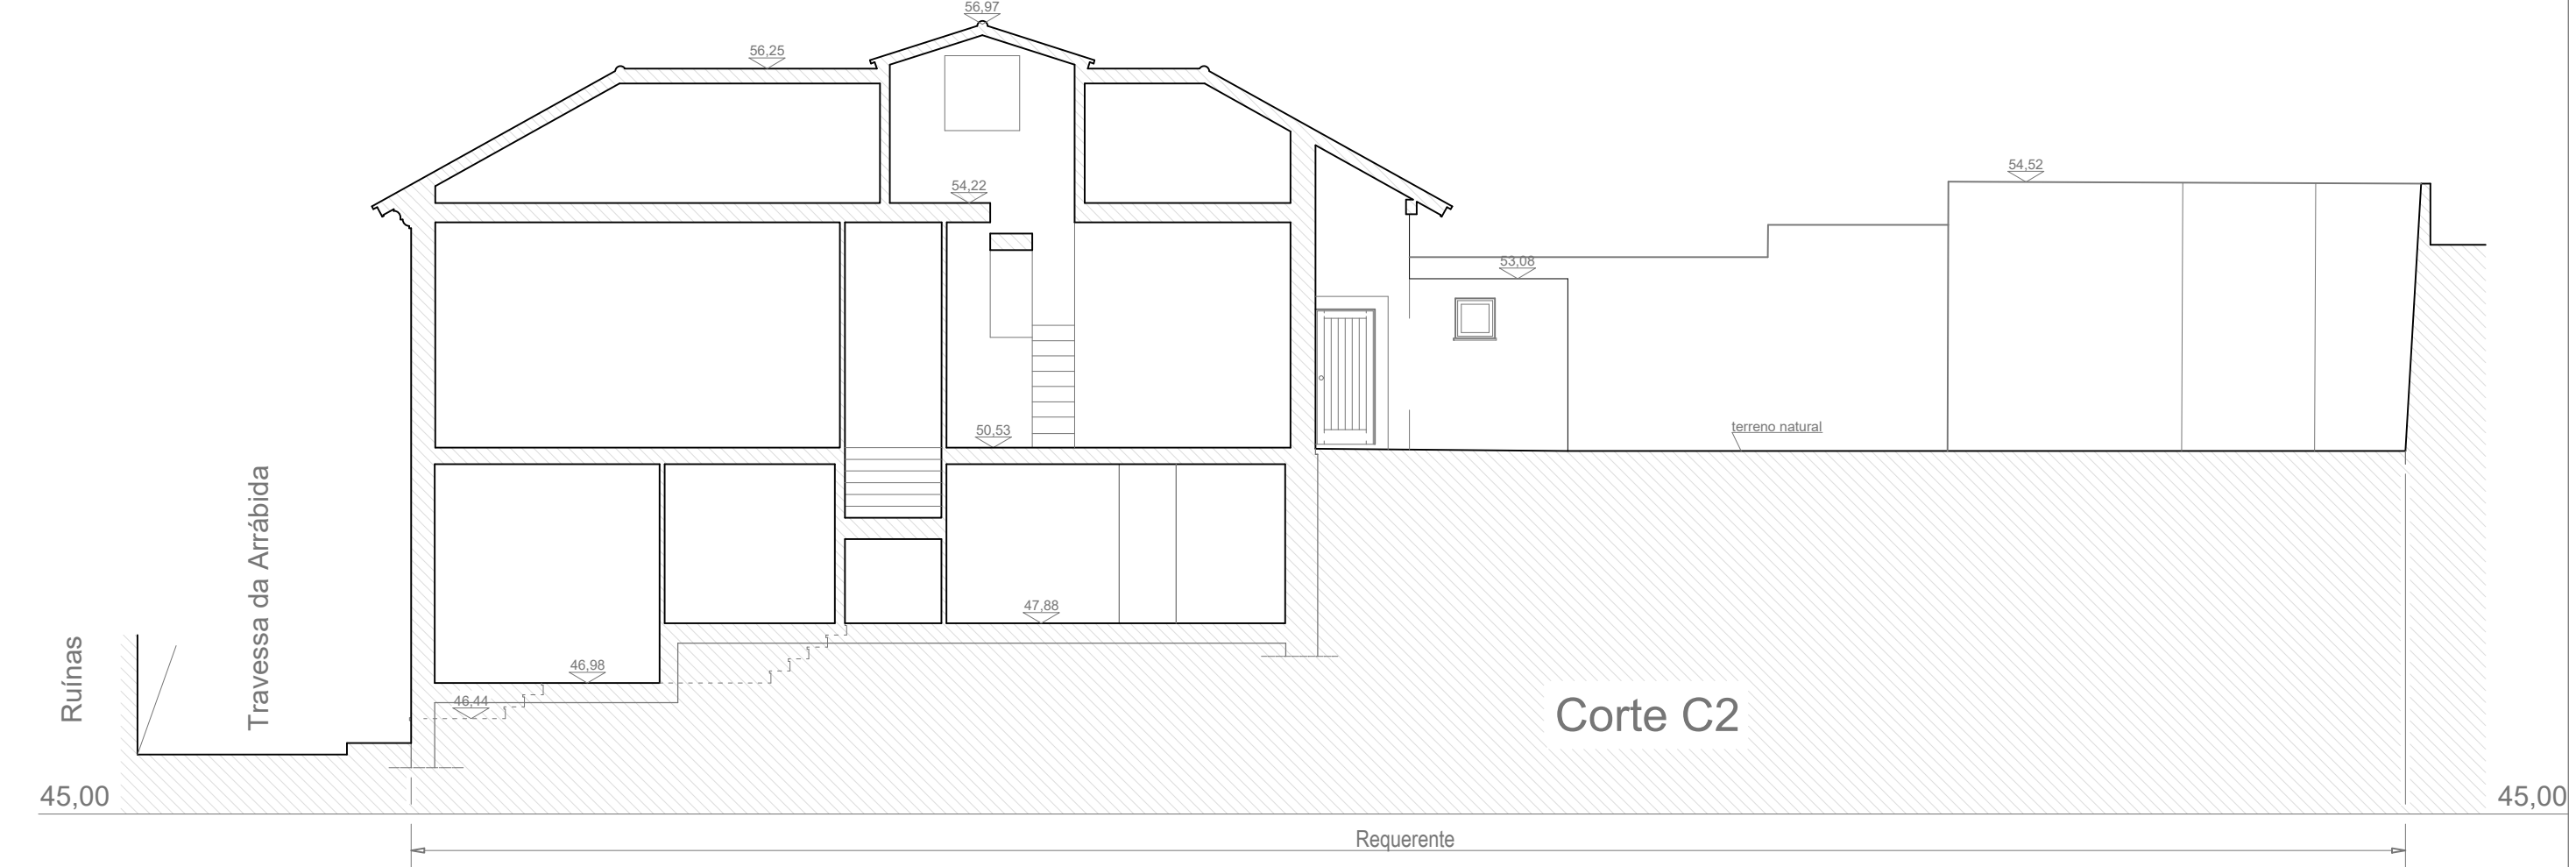 56,97
56,25
54,22
54,52
53,08
50,53
terreno natural
47,88
46,98
46,44
Ruínas
Travessa da Arrábida
Corte C2
45,00
45,00
Requerente